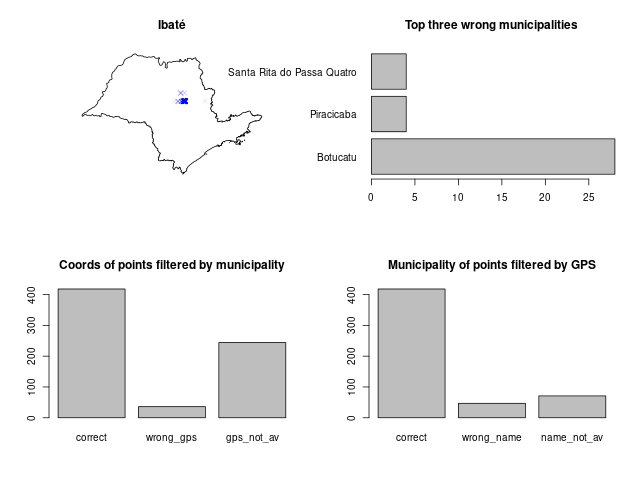 Ibaté
Top three wrong municipalities
Santa Rita do Passa Quatro
Piracicaba
Botucatu
0 5 10 15 20 25
Coords of points filtered by municipality
400
300
200
100
0
correct wrong_gps gps_not_av
Municipality of points filtered by GPS
400
300
200
100
0
correct wrong_name name_not_av